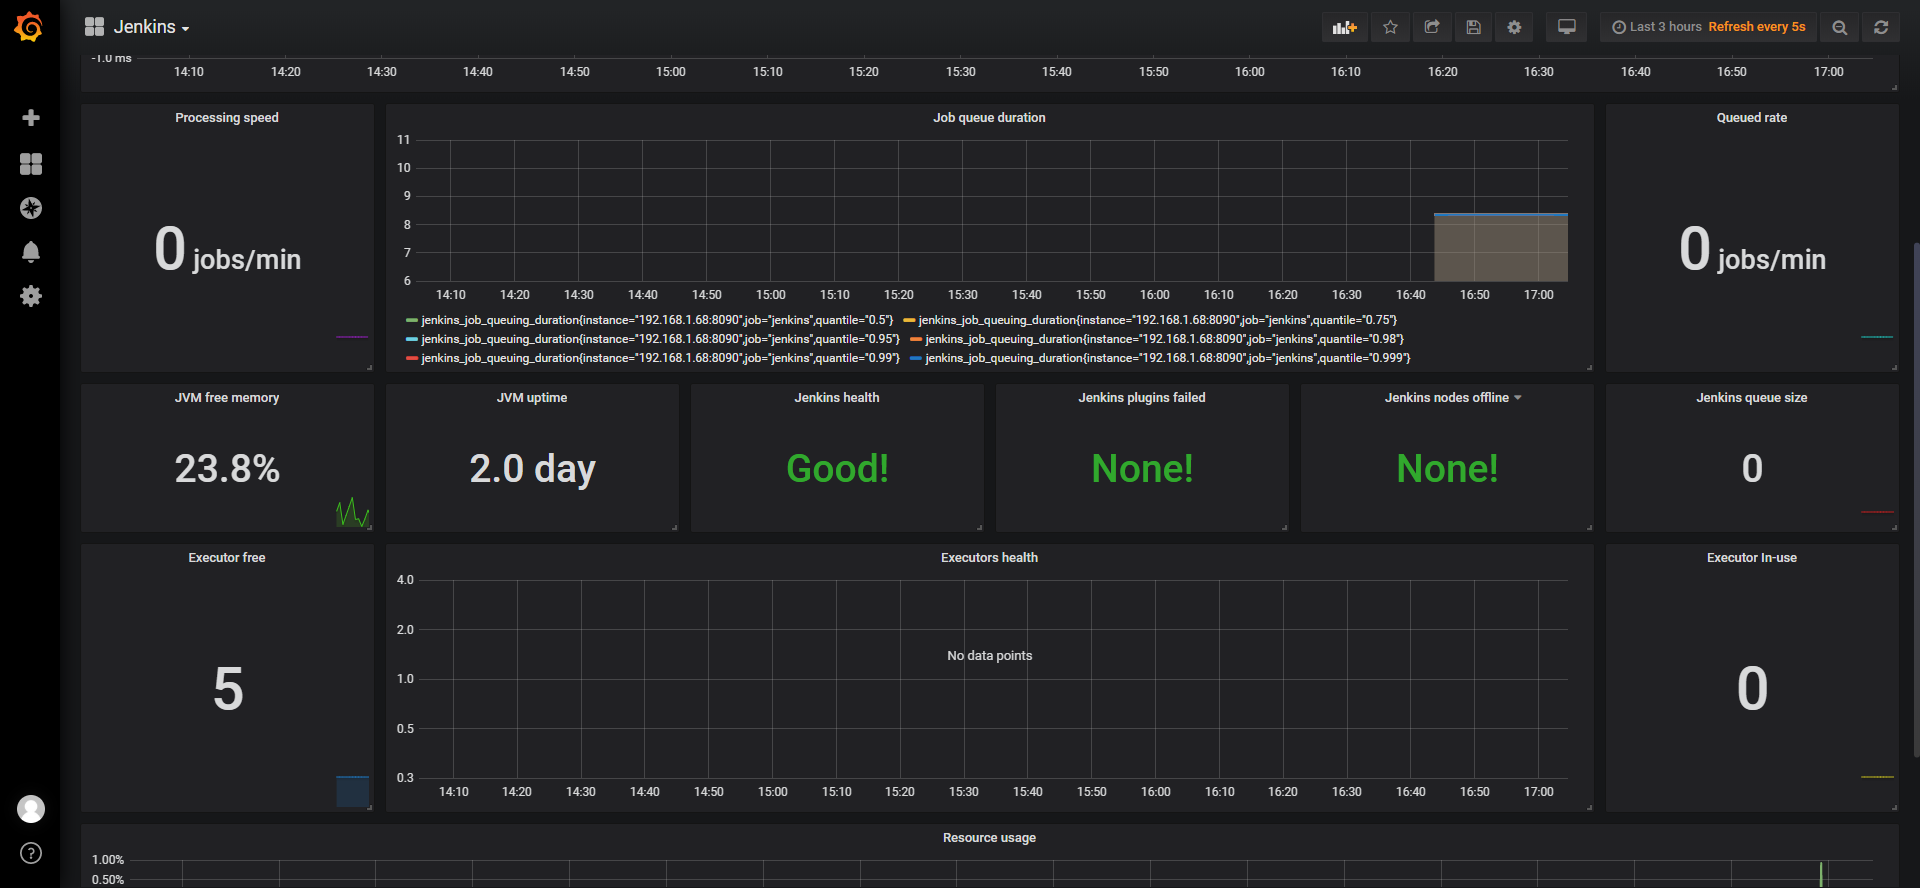 Jenkins
Last 3 hours Refresh every 5s
-1.0 ms
14:10 14:20 14:30 14:40 14:50 15:00 15:10 15:20 15:30 15:40 15:50 16:00 16:10 16:20 16:30 16:40 16:50 17:00
Processing speed
0 jobs/min
Job queue duration
11
10
9
8
7
6
14:10 14:20 14:30 14:40 14:50 15:00 15:10 15:20 15:30 15:40 15:50 16:00 16:10 16:20 16:30 16:40 16:50 17:00
jenkins_job_queuing_duration{instance="192.168.1.68:8090",job="jenkins",quantile="0.5"} jenkins_job_queuing_duration{instance="192.168.1.68:8090",job="jenkins",quantile="0.75"}
jenkins_job_queuing_duration{instance="192.168.1.68:8090",job="jenkins",quantile="0.95"} jenkins_job_queuing_duration{instance="192.168.1.68:8090",job="jenkins",quantile="0.98"}
jenkins_job_queuing_duration{instance="192.168.1.68:8090",job="jenkins",quantile="0.99"} jenkins_job_queuing_duration{instance="192.168.1.68:8090",job="jenkins",quantile="0.999"}
Queued rate
0 jobs/min
JVM free memory
23.8%
JVM uptime
2.0 day
Jenkins health
Good!
Jenkins plugins failed
None!
Jenkins nodes offline
None!
Jenkins queue size
0
Executor free
5
Executors health
4.0
2.0
No data points
1.0
0.5
0.3
14:10 14:20 14:30 14:40 14:50 15:00 15:10 15:20 15:30 15:40 15:50 16:00 16:10 16:20 16:30 16:40 16:50 17:00
Executor In-use
0
Resource usage
1.00%
0.50%